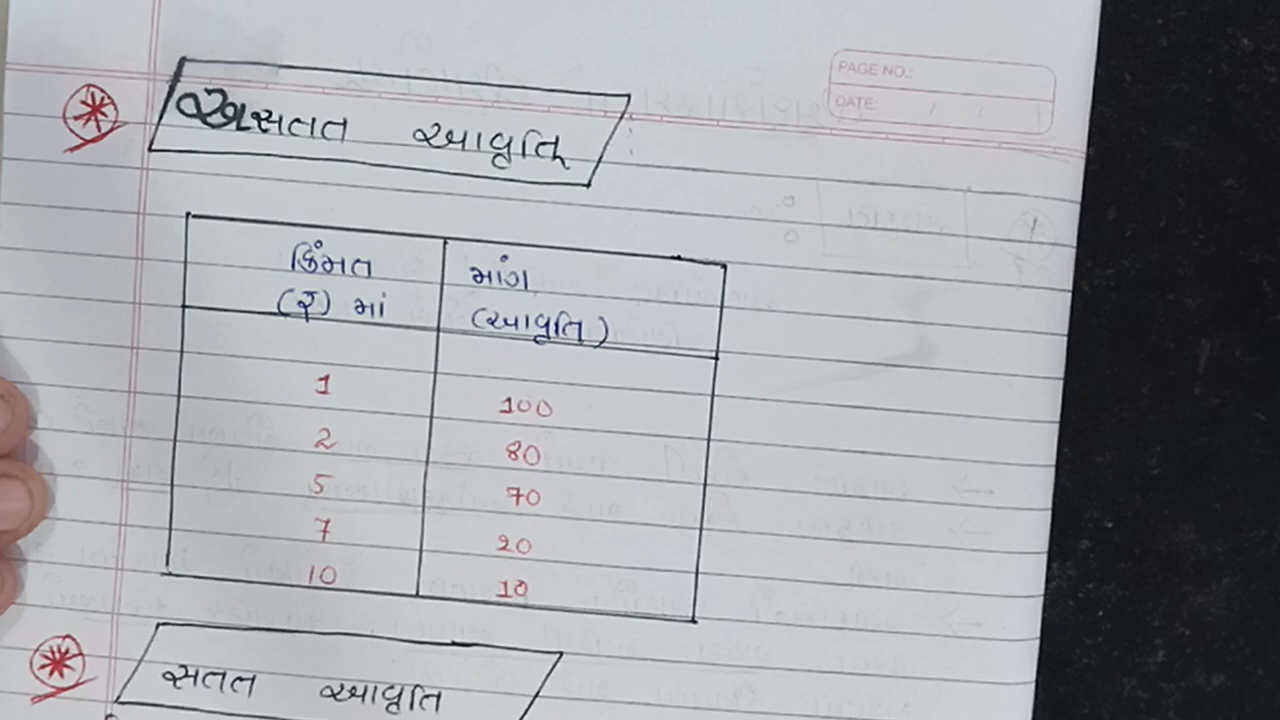 PAGE NO.:
DATE:
અસતત આવૃતિ
કિંમત
(₹) માં
માંગ
(આવૃતિ)
1 100
2 80
5 70
7 20
10 10
સતત આવૃતિ